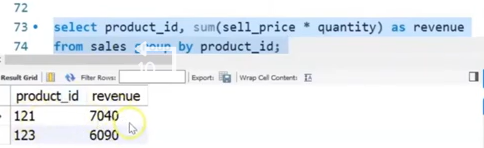 72
73 select product_id, sum(sell_price * quantity) as revenue
74 from sales group by product_id;
Result Grid Filter Rows: Export: Wrap Cell Content:
product_id revenue
121 7040
123 6090